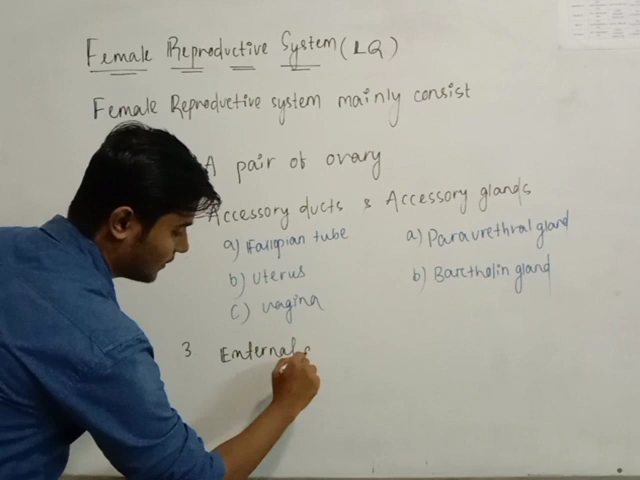 Female Reproductive System (LQ)
Female Reproductive system mainly consist
A pair of ovary
Accessory ducts & Accessory glands
a) Fallopian tube a) Paraurethral gland
b) Uterus b) Bartholin gland
c) vagina
3 External